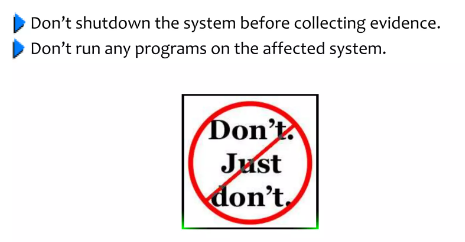 Don’t shutdown the system before collecting evidence.
Don’t run any programs on the affected system.
Don’t.
Just
don’t.